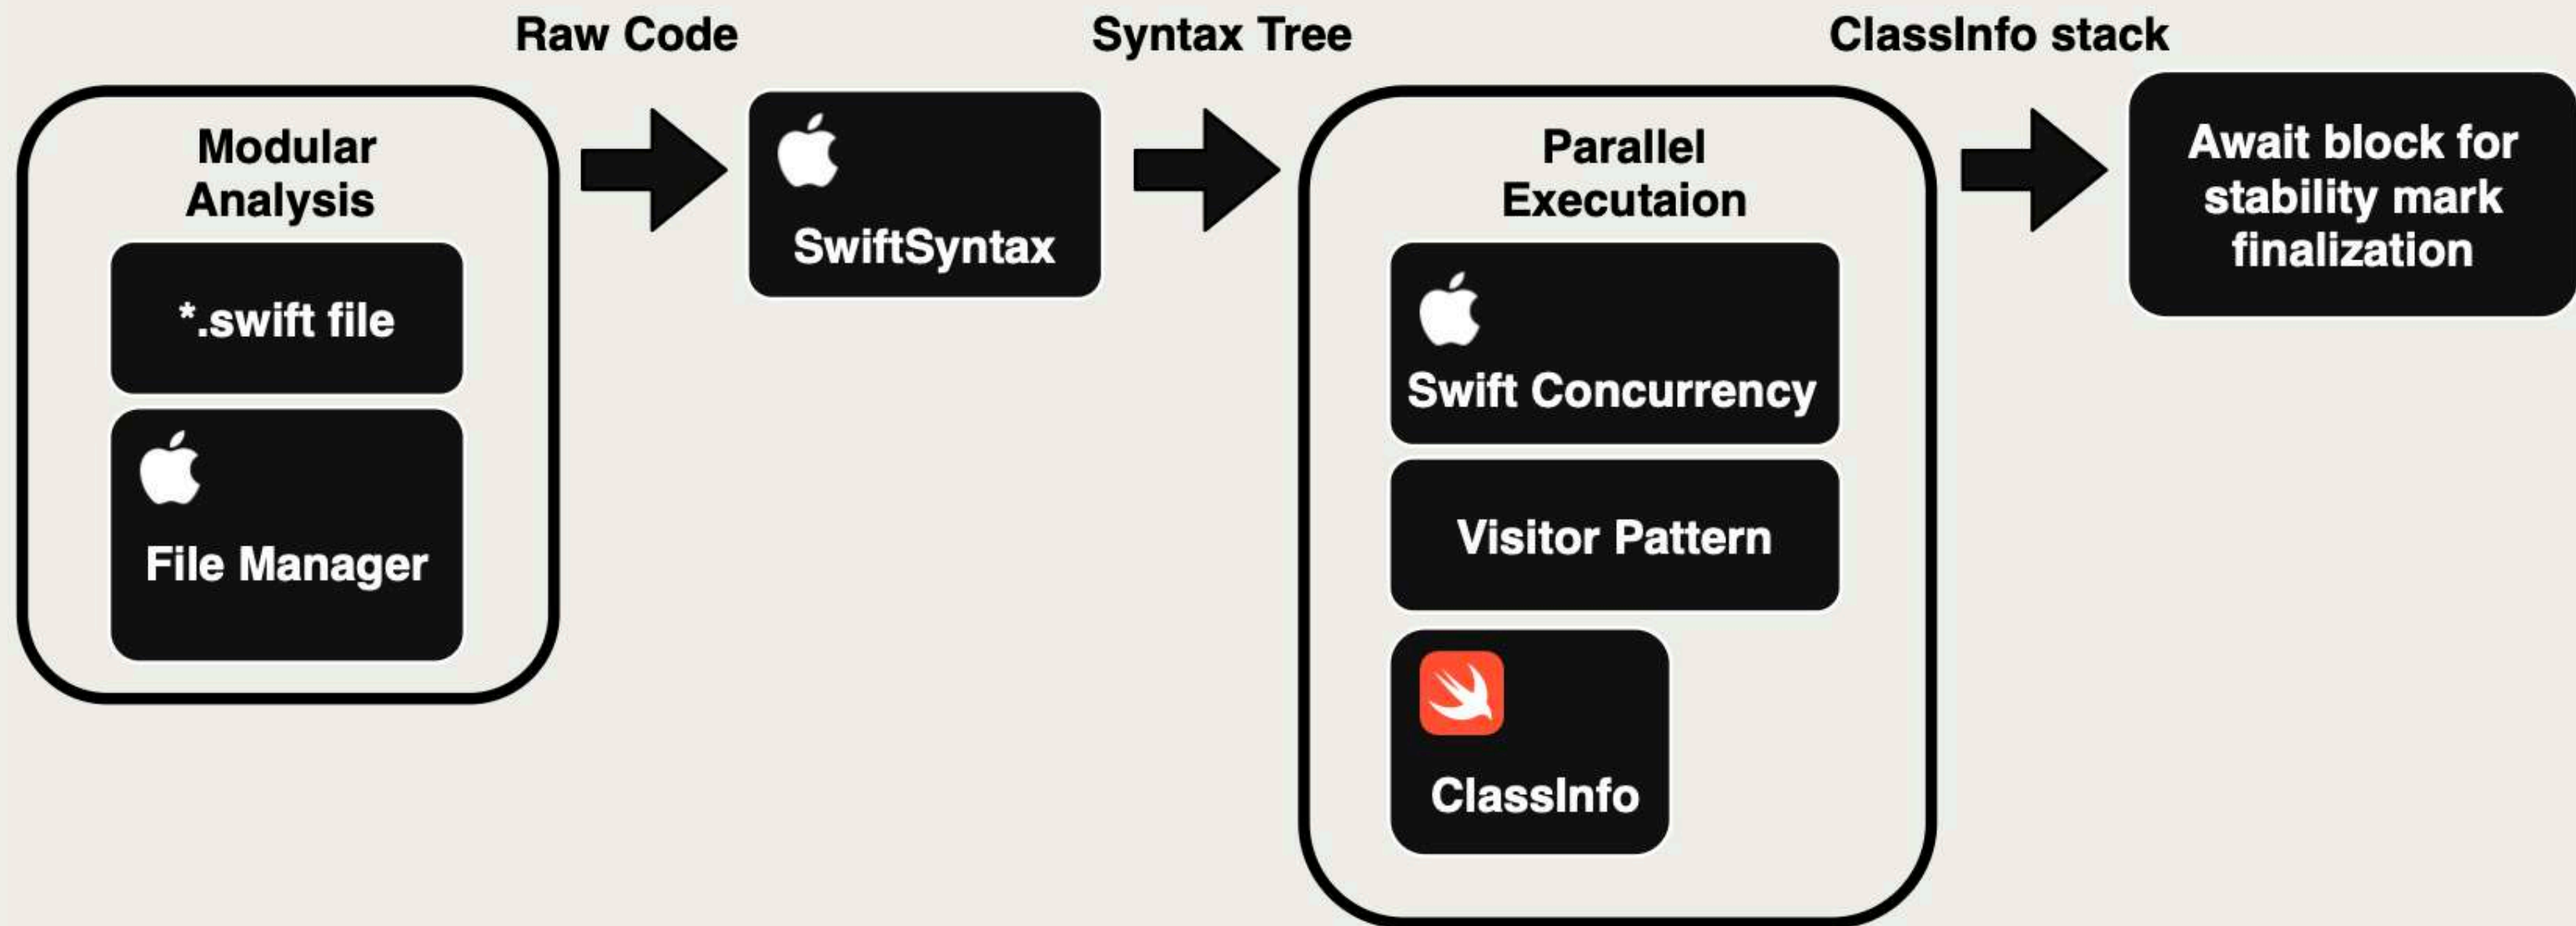 Raw Code
Syntax Tree
ClassInfo stack
Modular
Analysis
*.swift file
File Manager
SwiftSyntax
Parallel
Executaion
Swift Concurrency
Visitor Pattern
ClassInfo
Await block for
stability mark
finalization